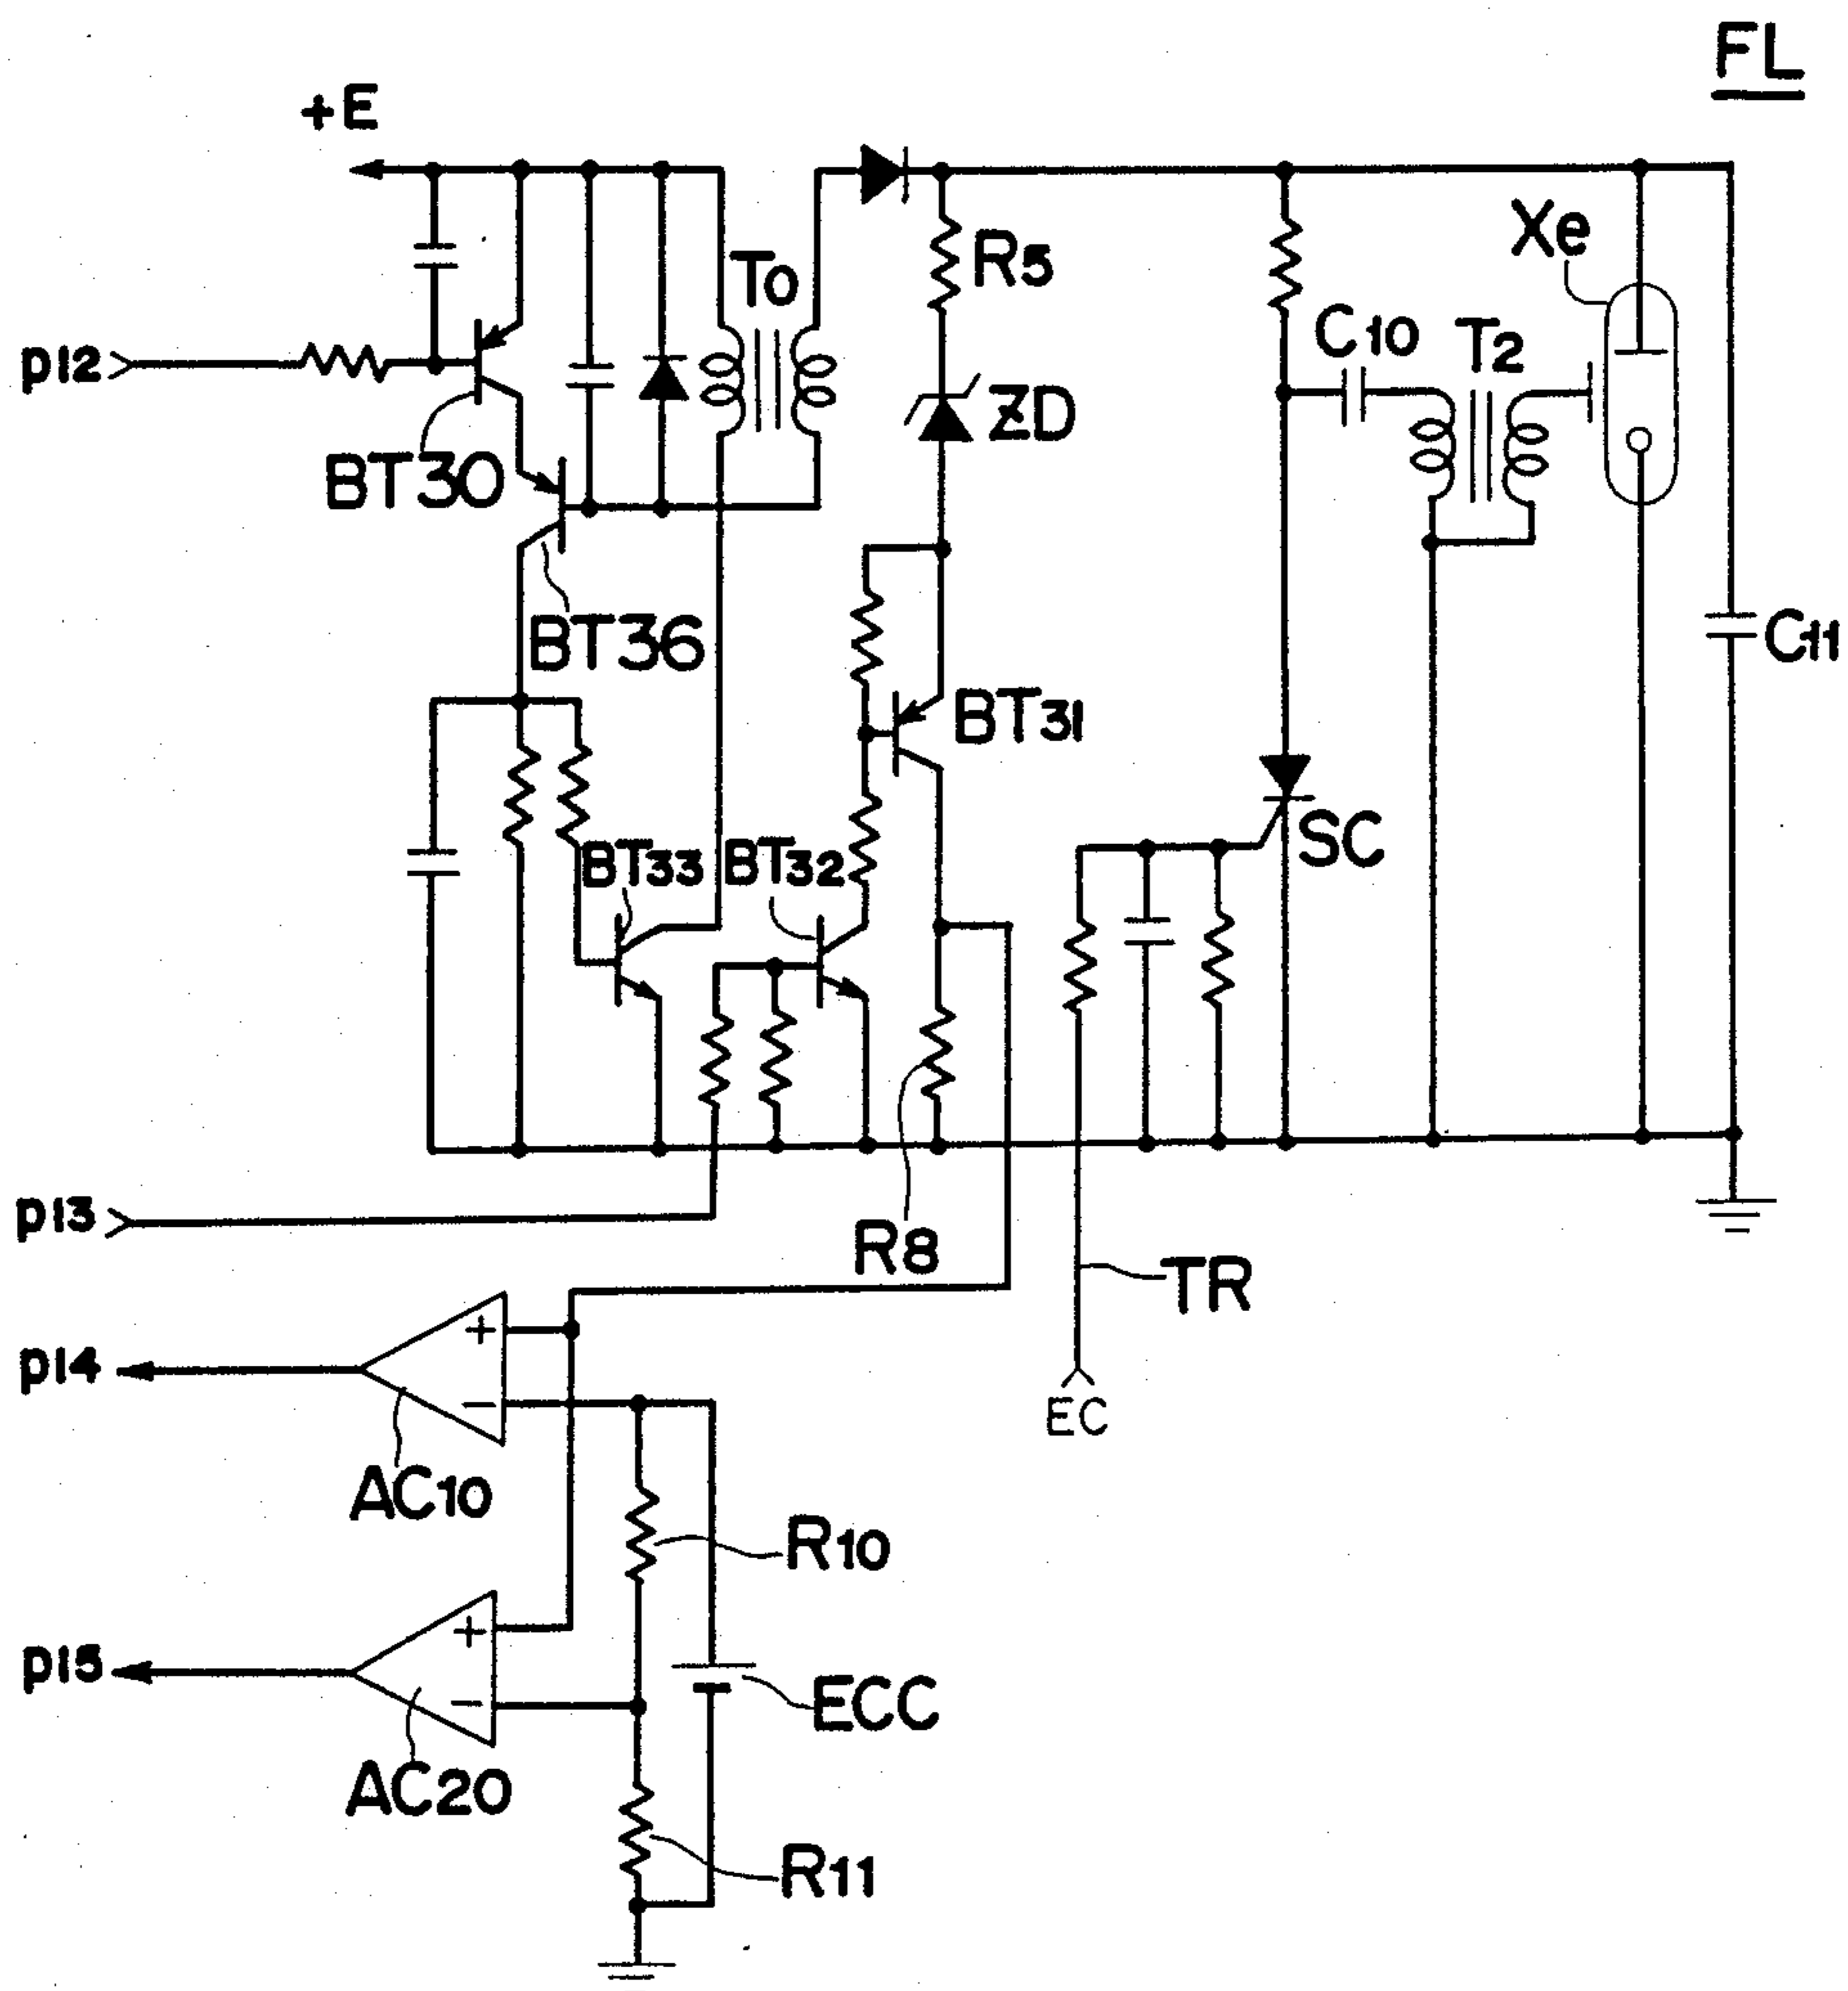 FL
+E
Xe
R5
To
C10
T2
p12
ZD
BT30
C11
BT36
BT31
SC
BT33
BT32
p13
R8
TR
p14
+
−
EC
AC10
R10
p15
+
−
ECC
AC20
R11